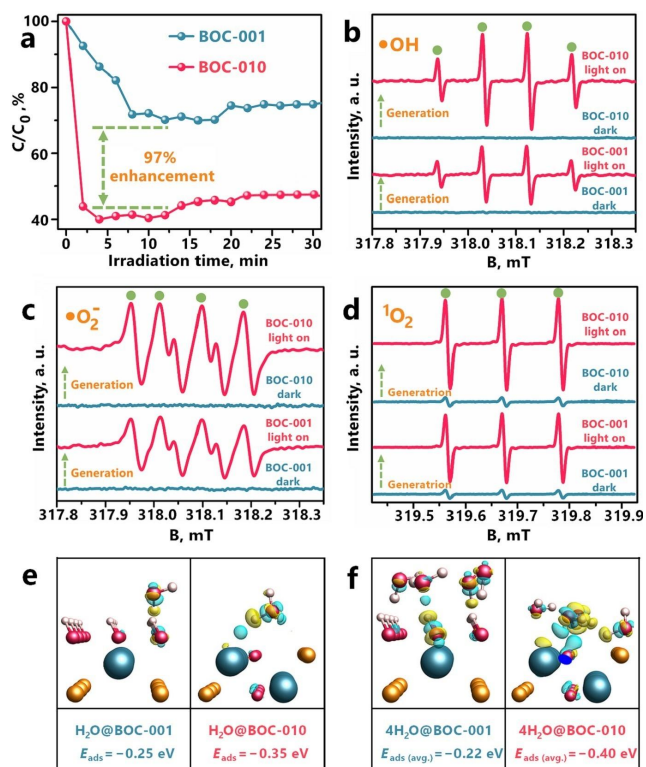 a
BOC-001
BOC-010
97%
enhancement
C/C0, %
100
80
60
40
0 5 10 15 20 25 30
Irradiation time, min
b
•OH
BOC-010
light on
Generation
BOC-010
dark
BOC-001
light on
Generation
BOC-001
dark
Intensity, a. u.
317.8 317.9 318.0 318.1 318.2 318.3
B, mT
c
•O2-
BOC-010
light on
Generation
BOC-010
dark
BOC-001
light on
Generation
BOC-001
dark
Intensity, a. u.
317.8 317.9 318.0 318.1 318.2 318.3
B, mT
d
1O2
BOC-010
light on
Generatrion
BOC-010
dark
BOC-001
light on
Generatrion
BOC-001
dark
Intensity, a. u.
319.5 319.6 319.7 319.8 319.9
B, mT
e
H2O@BOC-001
Eads = −0.25 eV
H2O@BOC-010
Eads = −0.35 eV
f
4H2O@BOC-001
Eads (avg.) = −0.22 eV
4H2O@BOC-010
Eads (avg.) = −0.40 eV